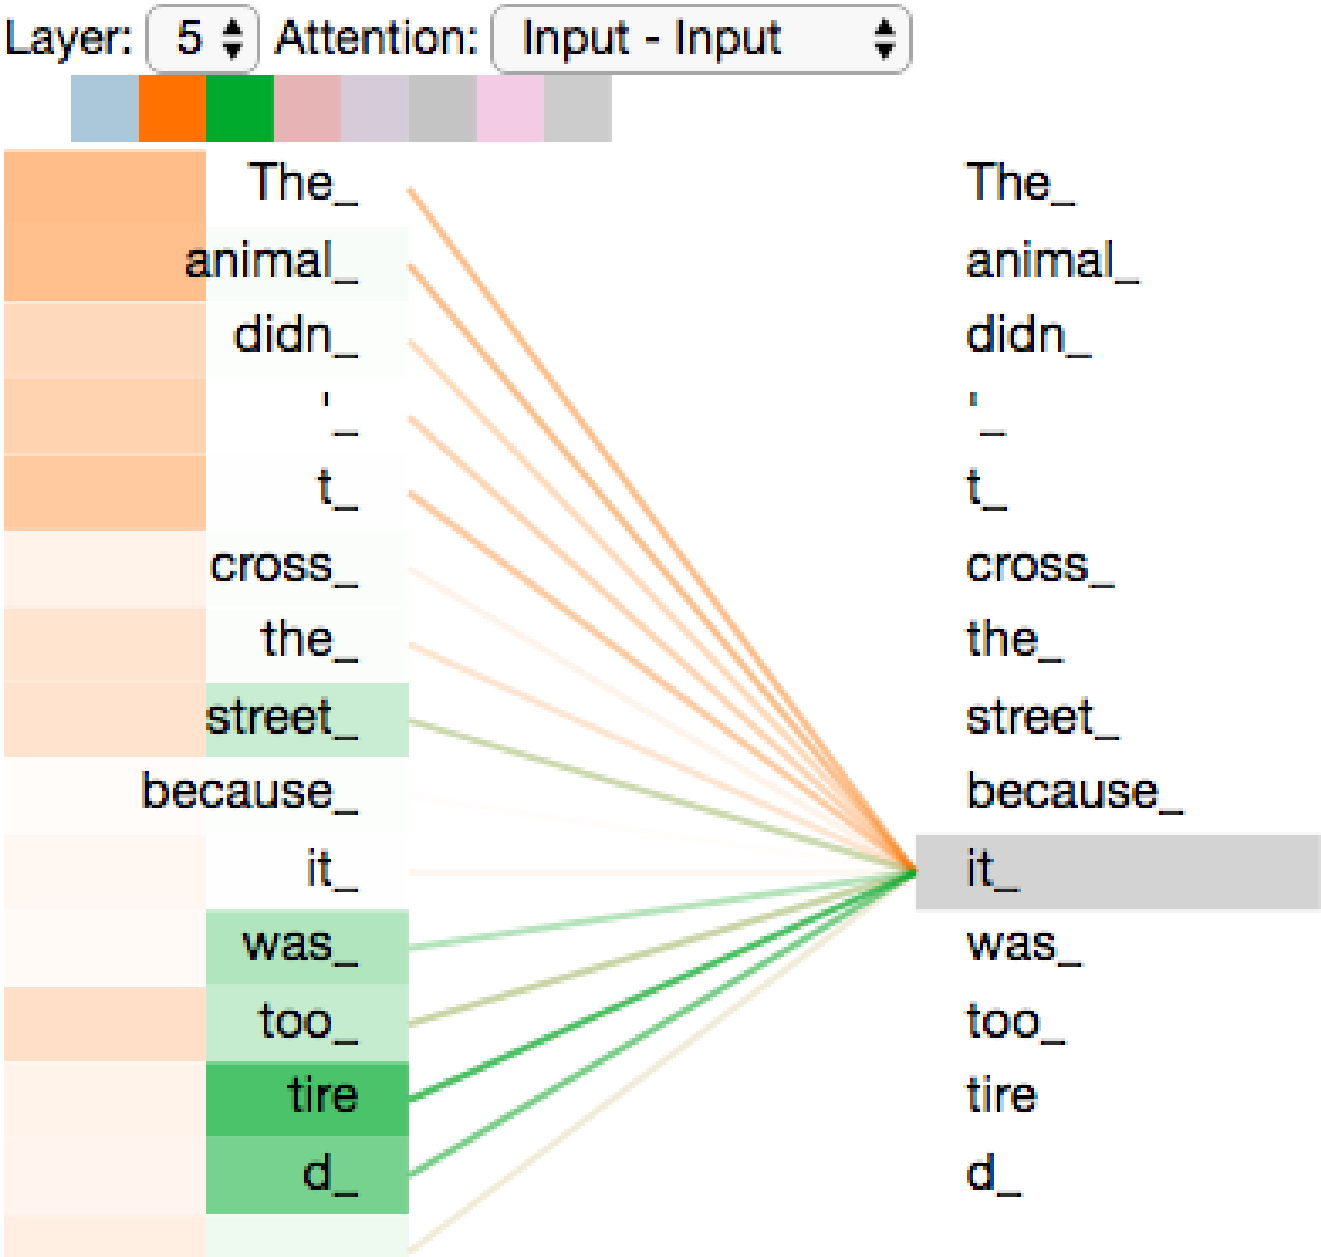 Layer: 5 Attention: Input - Input
The_ The_
animal_ animal_
didn_ didn_
'_ '_
t_ t_
cross_ cross_
the_ the_
street_ street_
because_ because_
it_ it_
was_ was_
too_ too_
tire tire
d_ d_